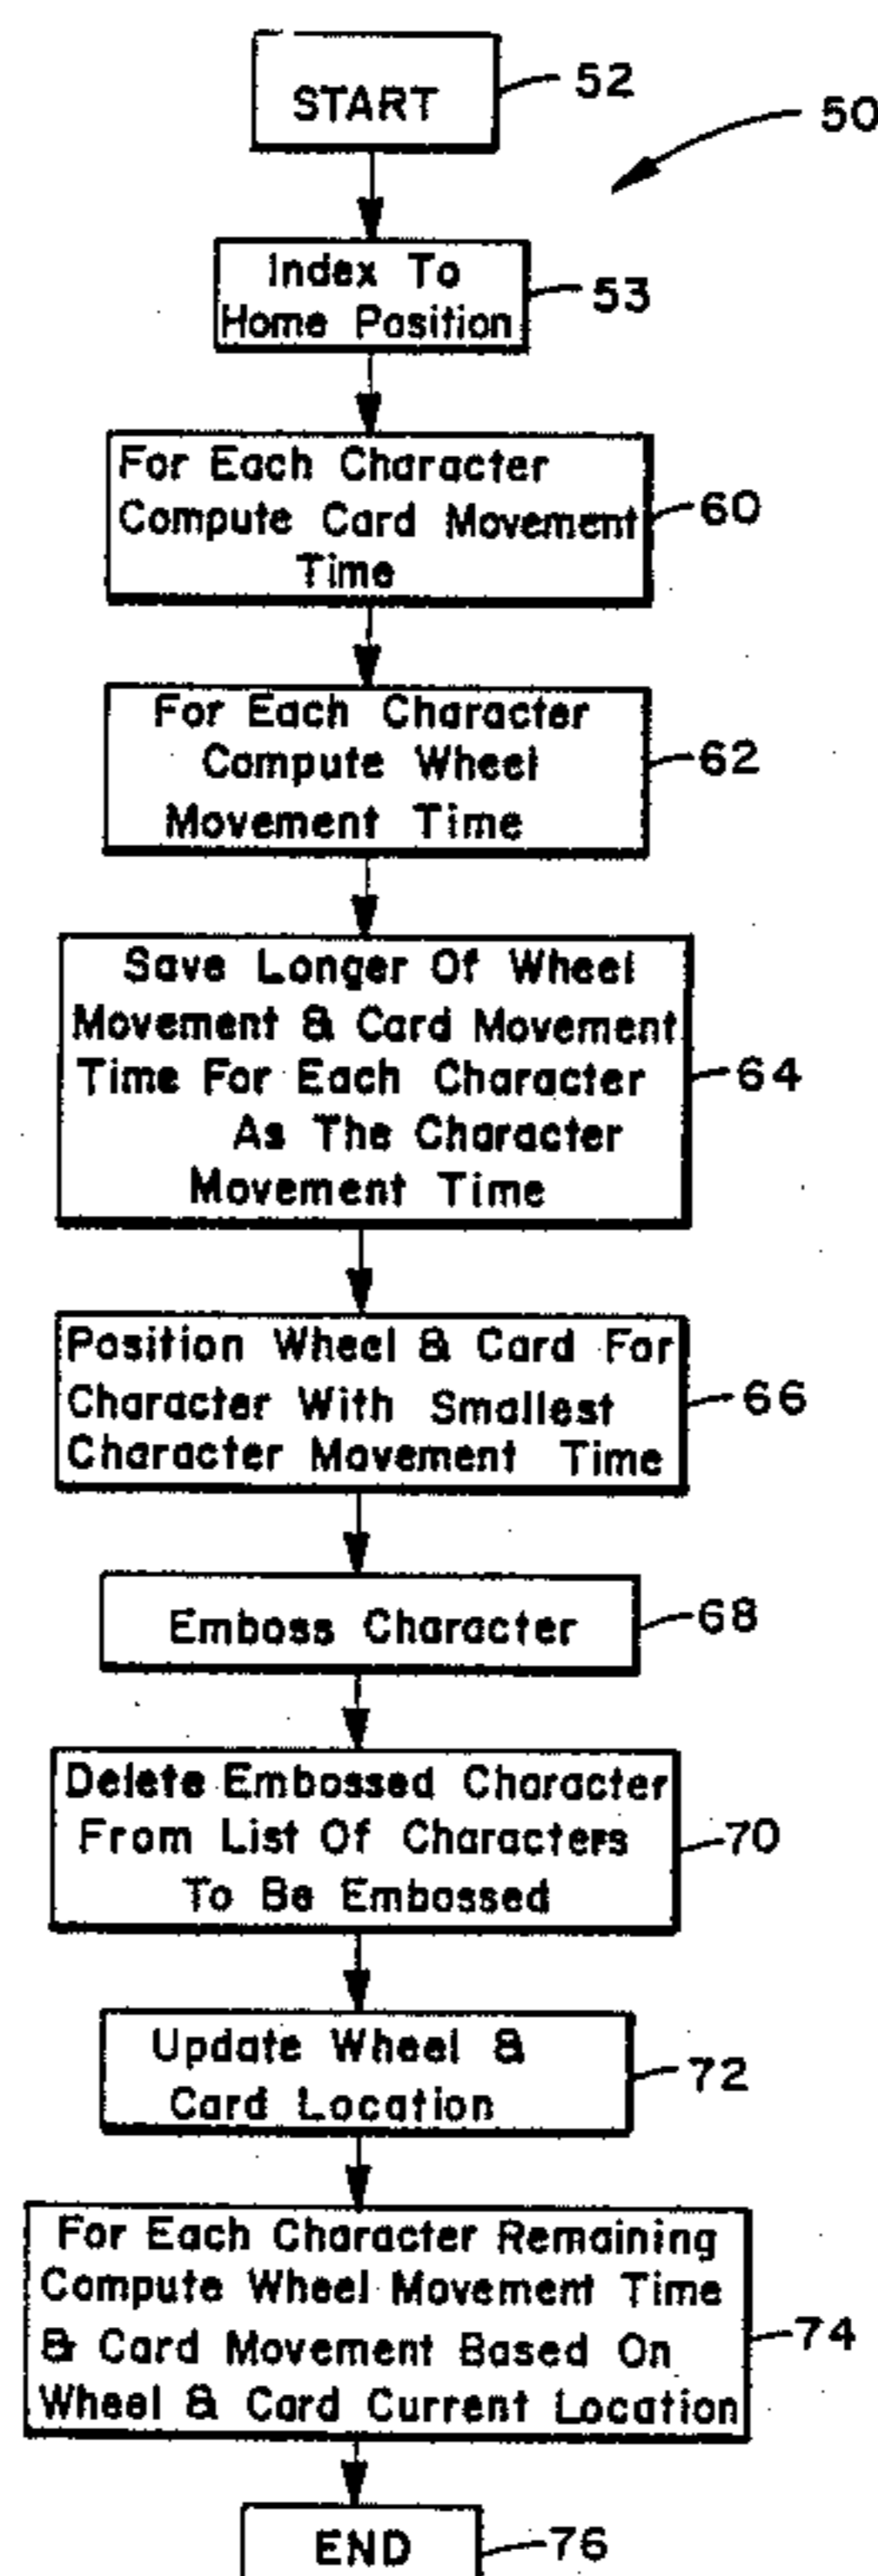 START
52
50
Index To
Home Position
53
For Each Character
Compute Card Movement
Time
60
For Each Character
Compute Wheel
Movement Time
62
Save Longer Of Wheel
Movement & Card Movement
Time For Each Character
As The Character
Movement Time
64
Position Wheel & Card For
Character With Smallest
Character Movement Time
66
Emboss Character
68
Delete Embossed Character
From List Of Characters
To Be Embossed
70
Update Wheel &
Card Location
72
For Each Character Remaining
Compute Wheel Movement Time
& Card Movement Based On
Wheel & Card Current Location
74
END
76